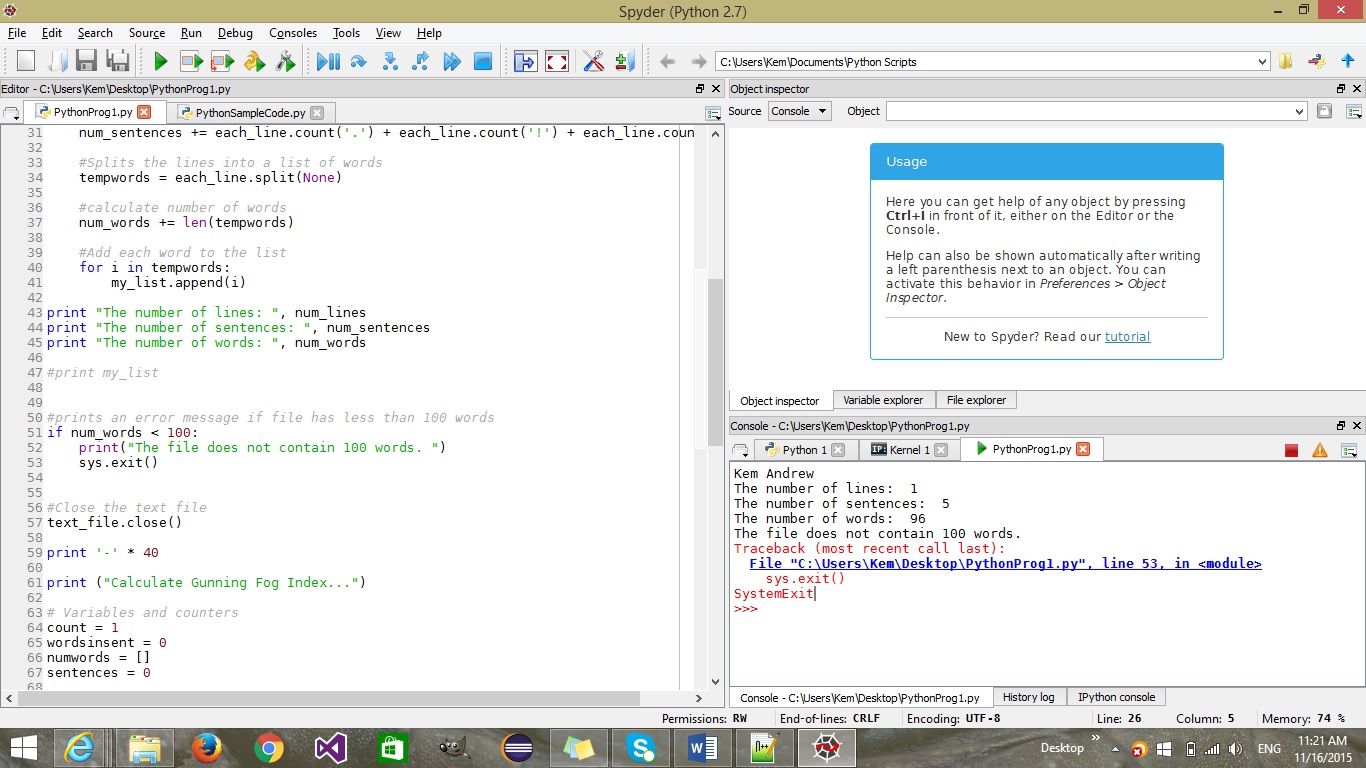 Spyder (Python 2.7)
File Edit Search Source Run Debug Consoles Tools View Help
C:\Users\Kem\Documents\Python Scripts
Editor - C:\Users\Kem\Desktop\PythonProg1.py
PythonProg1.py PythonSampleCode.py
31 num_sentences += each_line.count('.') + each_line.count('!') + each_line.coun
32
33 #Splits the lines into a list of words
34 tempwords = each_line.split(None)
35
36 #calculate number of words
37 num_words += len(tempwords)
38
39 #Add each word to the list
40 for i in tempwords:
41 my_list.append(i)
42
43 print "The number of lines: ", num_lines
44 print "The number of sentences: ", num_sentences
45 print "The number of words: ", num_words
46
47 #print my_list
48
49
50 #prints an error message if file has less than 100 words
51 if num_words < 100:
52 print("The file does not contain 100 words. ")
53 sys.exit()
54
55
56 #Close the text file
57 text_file.close()
58
59 print '-' * 40
60
61 print ("Calculate Gunning Fog Index...")
62
63 # Variables and counters
64 count = 1
65 wordsinsent = 0
66 numwords = []
67 sentences = 0
68
Object inspector
Source Console Object
Usage
Here you can get help of any object by pressing
Ctrl+I in front of it, either on the Editor or the
Console.
Help can also be shown automatically after writing
a left parenthesis next to an object. You can
activate this behavior in Preferences > Object
Inspector.
New to Spyder? Read our tutorial
Object inspector Variable explorer File explorer
Console - C:\Users\Kem\Desktop\PythonProg1.py
Python 1 IP: Kernel 1 PythonProg1.py
Kem Andrew
The number of lines:  1
The number of sentences:  5
The number of words:  96
The file does not contain 100 words.
Traceback (most recent call last):
File "C:\Users\Kem\Desktop\PythonProg1.py", line 53, in <module>
sys.exit()
SystemExit
>>>
Console - C:\Users\Kem\Desktop\PythonProg1.py History log IPython console
Permissions: RW End-of-lines: CRLF Encoding: UTF-8 Line: 26 Column: 5 Memory: 74 %
Desktop ENG 11:21 AM
11/16/2015